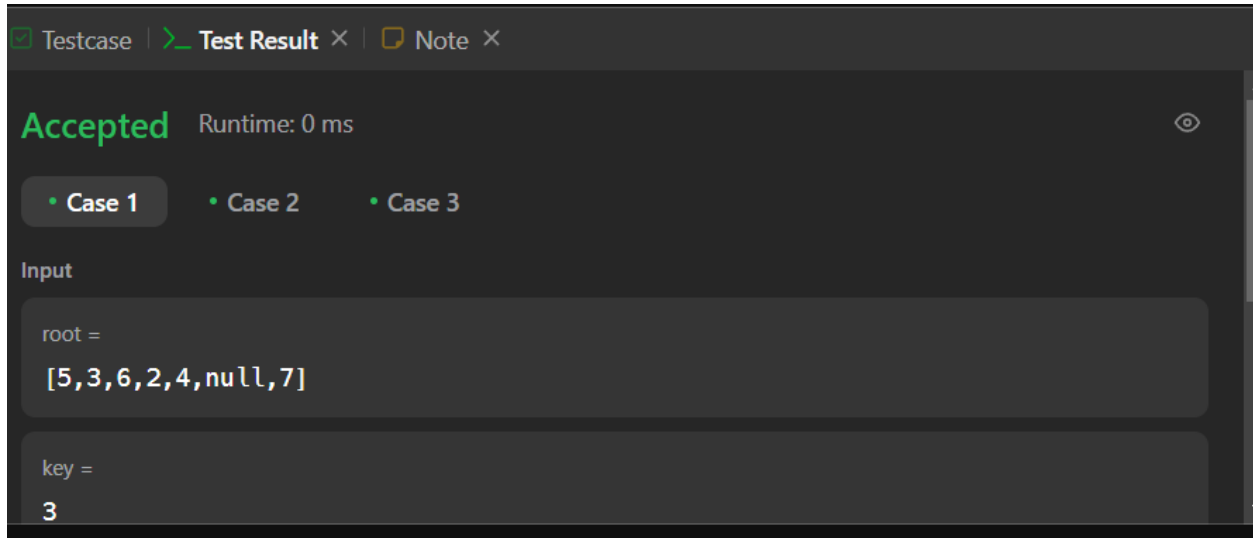 Testcase >_ Test Result × Note ×
Accepted Runtime: 0 ms
• Case 1 • Case 2 • Case 3
Input
root =
[5,3,6,2,4,null,7]
key =
3